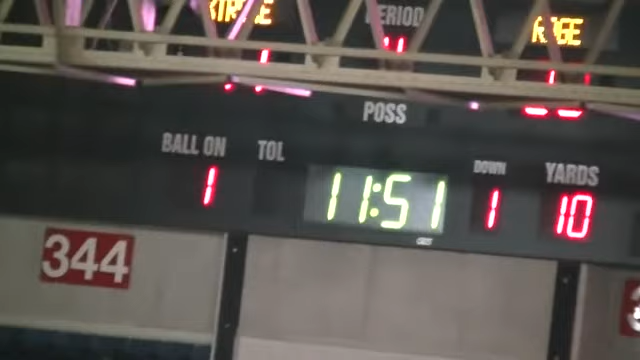 PERIOD
POSS
BALL ON TOL DOWN YARDS
1 11:51 1 10
344